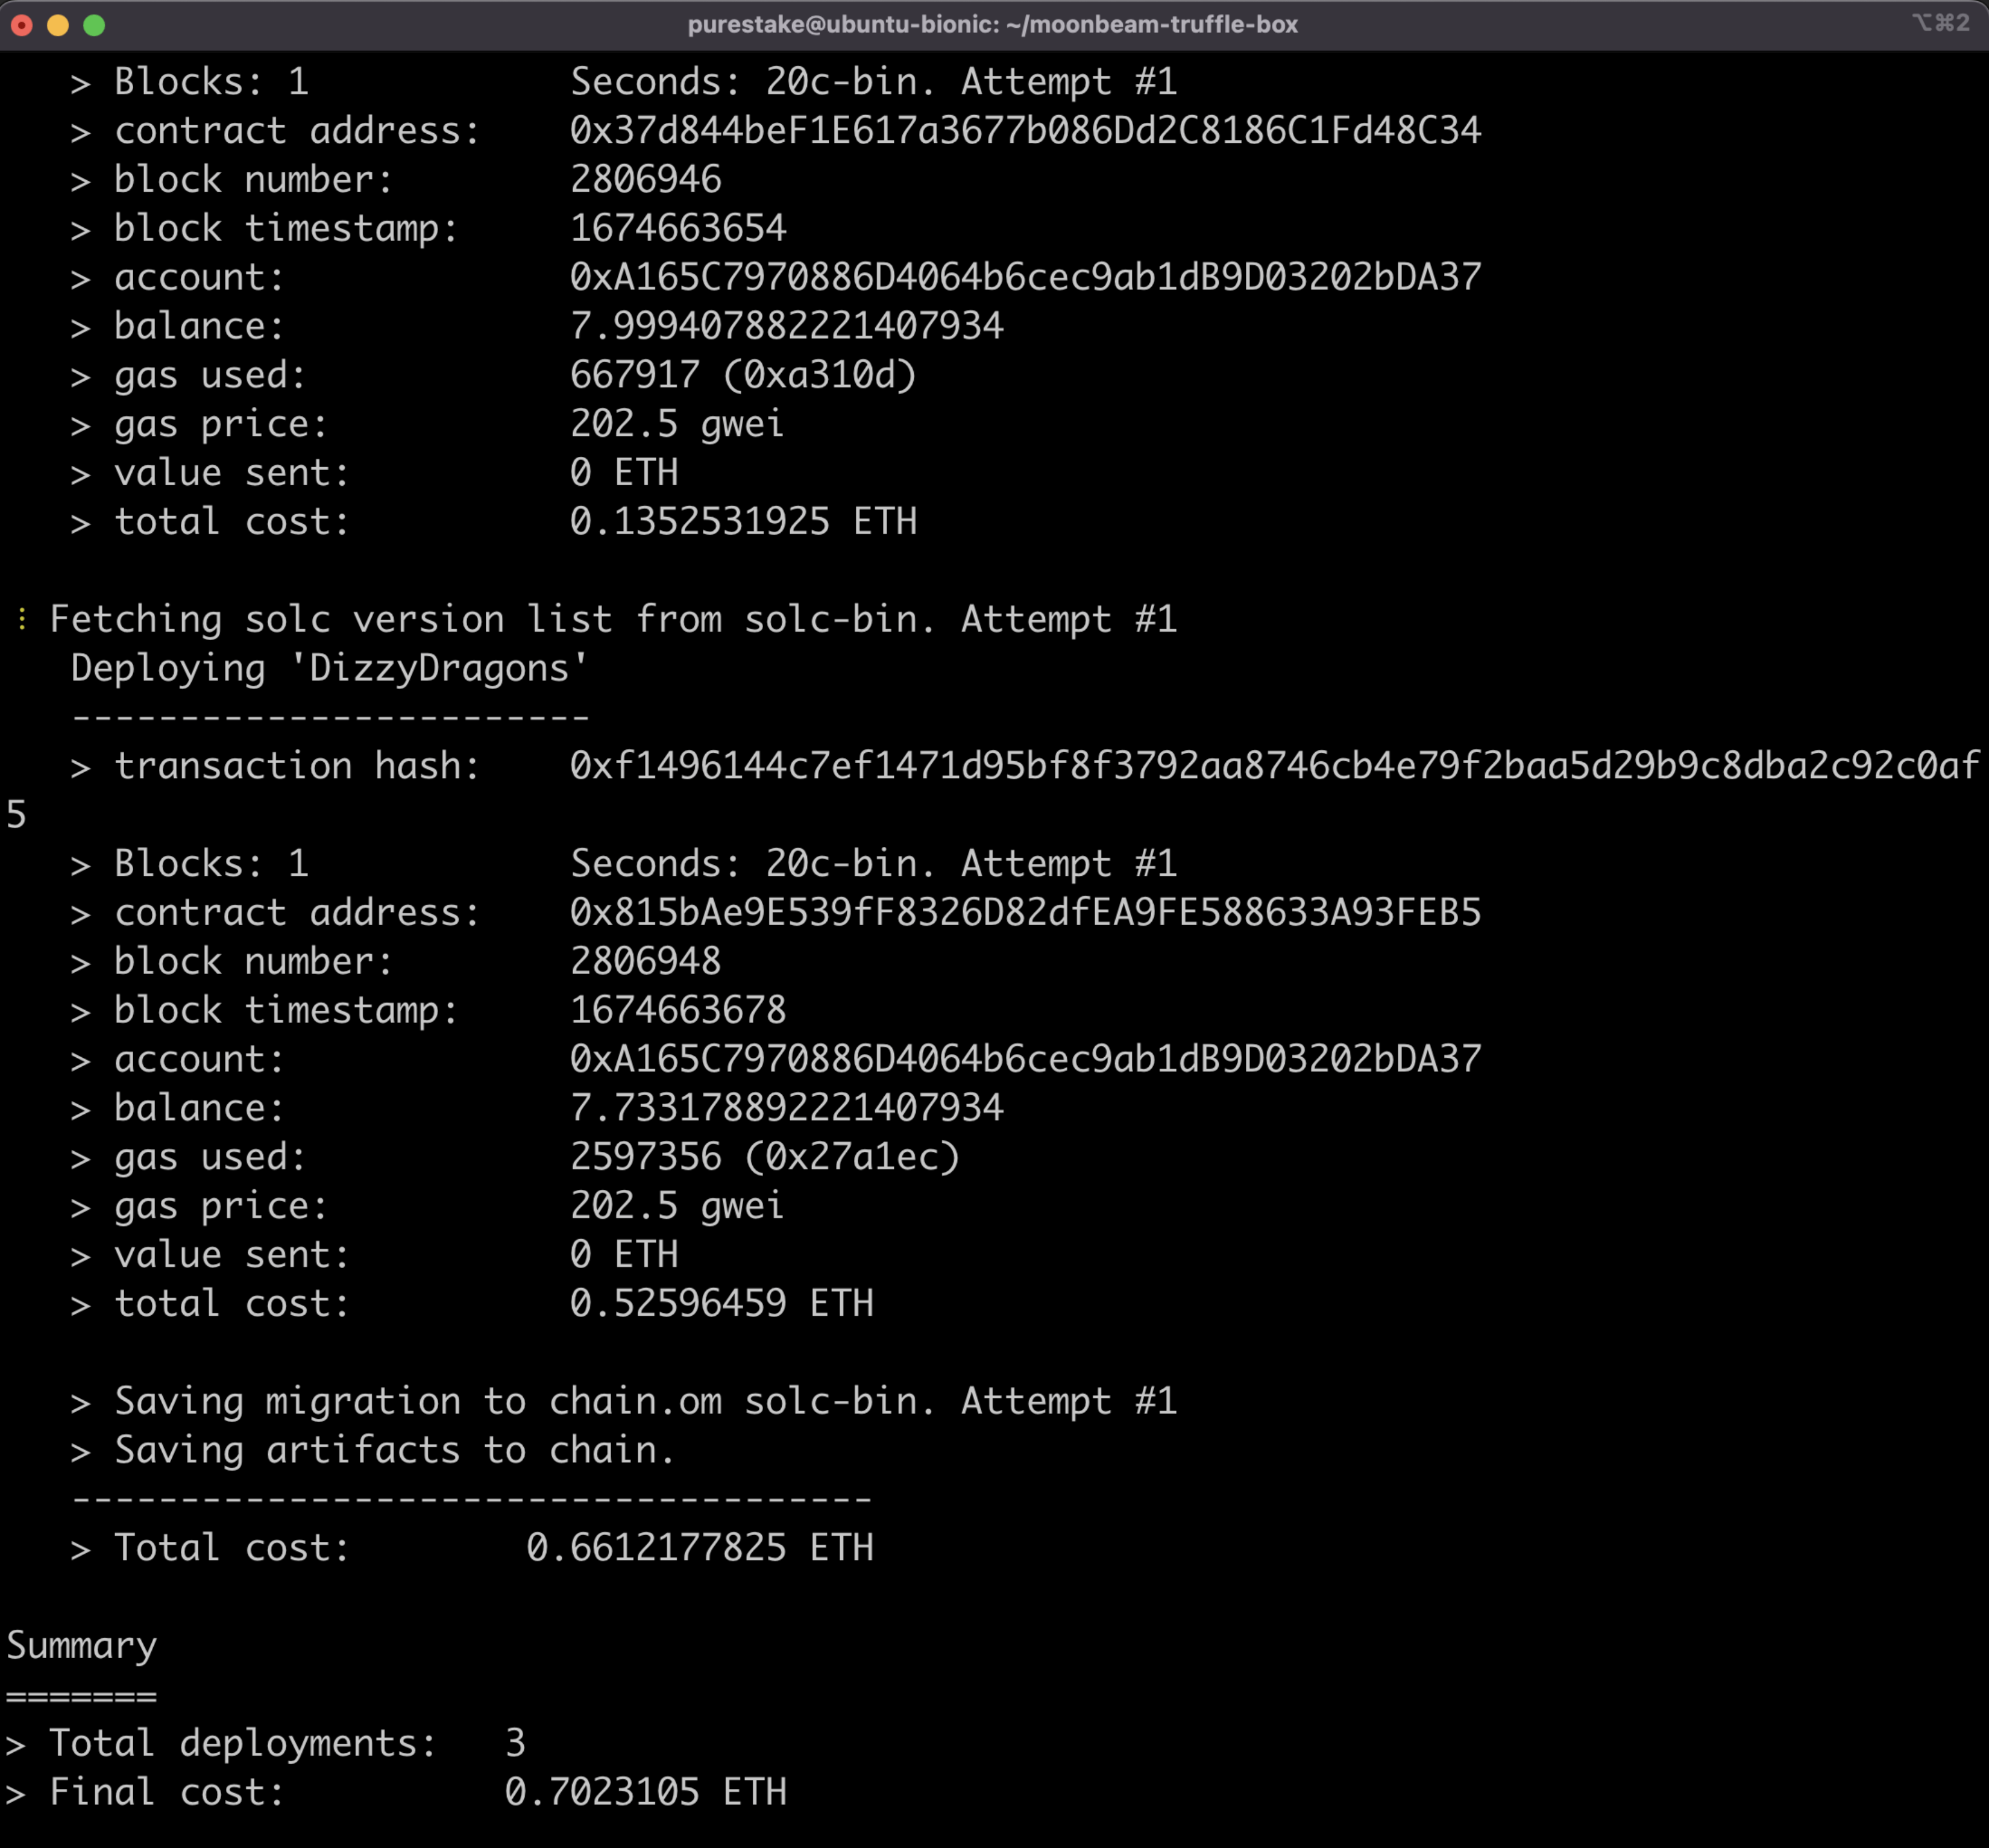 purestake@ubuntu-bionic: ~/moonbeam-truffle-box ⌥⌘2
> Blocks: 1 Seconds: 20c-bin. Attempt #1
> contract address: 0x37d844beF1E617a3677b086Dd2C8186C1Fd48C34
> block number: 2806946
> block timestamp: 1674663654
> account: 0xA165C7970886D4064b6cec9ab1dB9D03202bDA37
> balance: 7.999407882221407934
> gas used: 667917 (0xa310d)
> gas price: 202.5 gwei
> value sent: 0 ETH
> total cost: 0.1352531925 ETH
⋮ Fetching solc version list from solc-bin. Attempt #1
Deploying 'DizzyDragons'
------------------------
> transaction hash: 0xf1496144c7ef1471d95bf8f3792aa8746cb4e79f2baa5d29b9c8dba2c92c0af
5
> Blocks: 1 Seconds: 20c-bin. Attempt #1
> contract address: 0x815bAe9E539fF8326D82dfEA9FE588633A93FEB5
> block number: 2806948
> block timestamp: 1674663678
> account: 0xA165C7970886D4064b6cec9ab1dB9D03202bDA37
> balance: 7.733178892221407934
> gas used: 2597356 (0x27a1ec)
> gas price: 202.5 gwei
> value sent: 0 ETH
> total cost: 0.52596459 ETH
> Saving migration to chain.om solc-bin. Attempt #1
> Saving artifacts to chain.
-------------------------------------
> Total cost: 0.6612177825 ETH
Summary
=======
> Total deployments: 3
> Final cost: 0.7023105 ETH